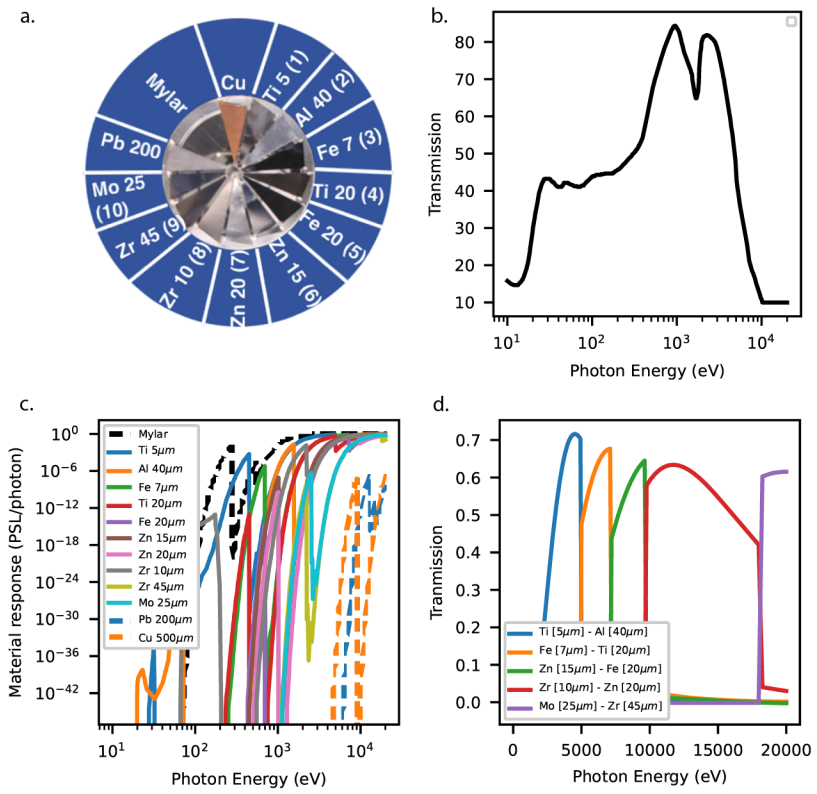 a.
Mylar
Cu
Ti 5 (1)
Al 40 (2)
Fe 7 (3)
Ti 20 (4)
Fe 20 (5)
Zn 15 (6)
Zn 20 (7)
Zr 10 (8)
Zr 45 (9)
Mo 25
(10)
Pb 200
b.
Transmission
80
70
60
50
40
30
20
10
10¹
10²
10³
10⁴
Photon Energy (eV)
c.
Material response (PSL/photon)
10⁰
10⁻⁶
10⁻¹²
10⁻¹⁸
10⁻²⁴
10⁻³⁰
10⁻³⁶
10⁻⁴²
Mylar
Ti 5μm
Al 40μm
Fe 7μm
Ti 20μm
Fe 20μm
Zn 15μm
Zn 20μm
Zr 10μm
Zr 45μm
Mo 25μm
Pb 200μm
Cu 500μm
10¹
10²
10³
10⁴
Photon Energy (eV)
d.
Tranmission
0.7
0.6
0.5
0.4
0.3
0.2
0.1
0.0
Ti [5μm] - Al [40μm]
Fe [7μm] - Ti [20μm]
Zn [15μm] - Fe [20μm]
Zr [10μm] - Zn [20μm]
Mo [25μm] - Zr [45μm]
0
5000
10000
15000
20000
Photon Energy (eV)